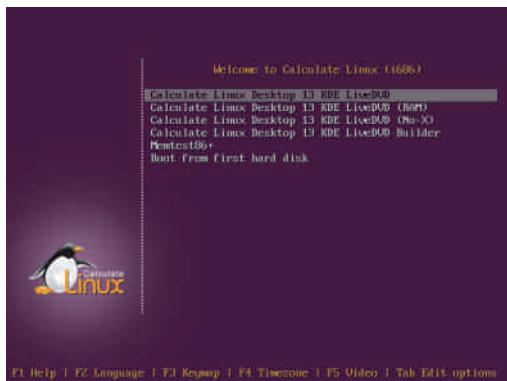 Welcome to Calculate Linux (i686)
Calculate Linux Desktop 13 KDE LiveDVD
Calculate Linux Desktop 13 KDE LiveDVD (RAM)
Calculate Linux Desktop 13 KDE LiveDVD (No-X)
Calculate Linux Desktop 13 KDE LiveDVD Builder
Memtest86+
Boot from first hard disk
Calculate
Linux
F1 Help | F2 Language | F3 Keymap | F4 Timezone | F5 Video | Tab Edit options